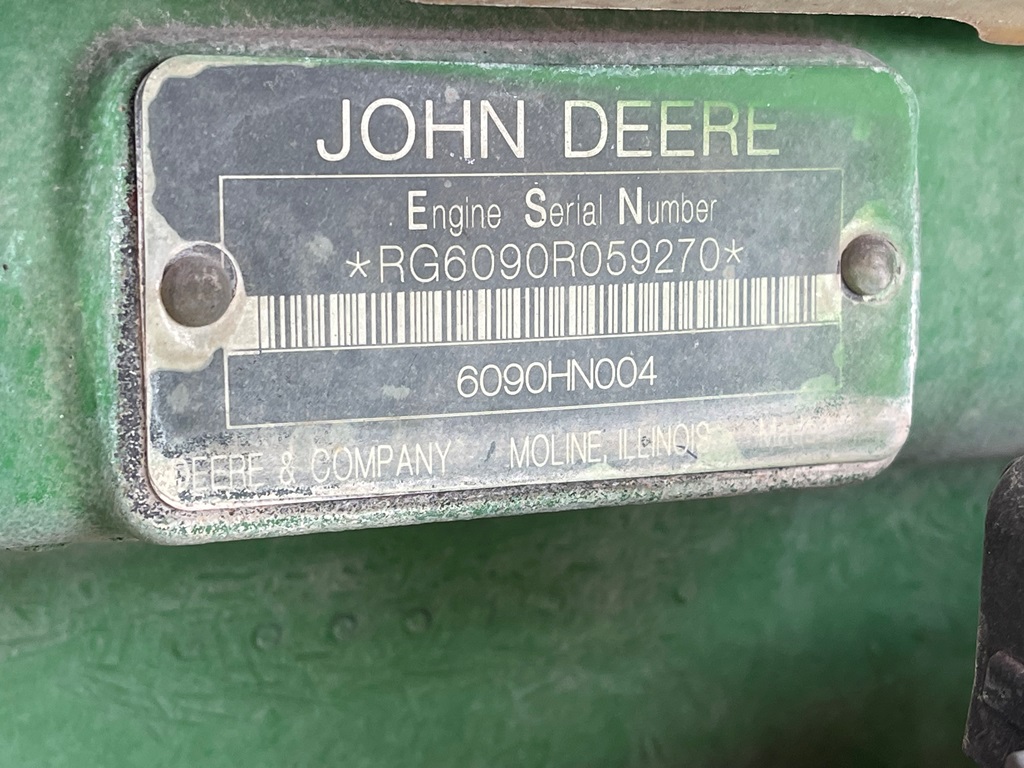 JOHN DEERE
Engine Serial Number
*RG6090R059270*
6090HN004
DEERE & COMPANY MOLINE, ILLINOIS